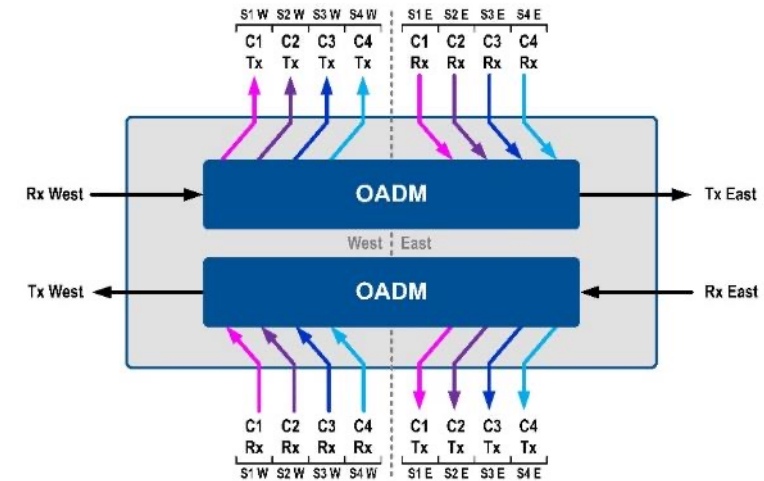 S1 W S2 W S3 W S4 W S1 E S2 E S3 E S4 E
C1 C2 C3 C4 C1 C2 C3 C4
Tx Tx Tx Tx Rx Rx Rx Rx
Rx West OADM Tx East
West East
Tx West OADM Rx East
C1 C2 C3 C4 C1 C2 C3 C4
Rx Rx Rx Rx Tx Tx Tx Tx
S1 W S2 W S3 W S4 W S1 E S2 E S3 E S4 E